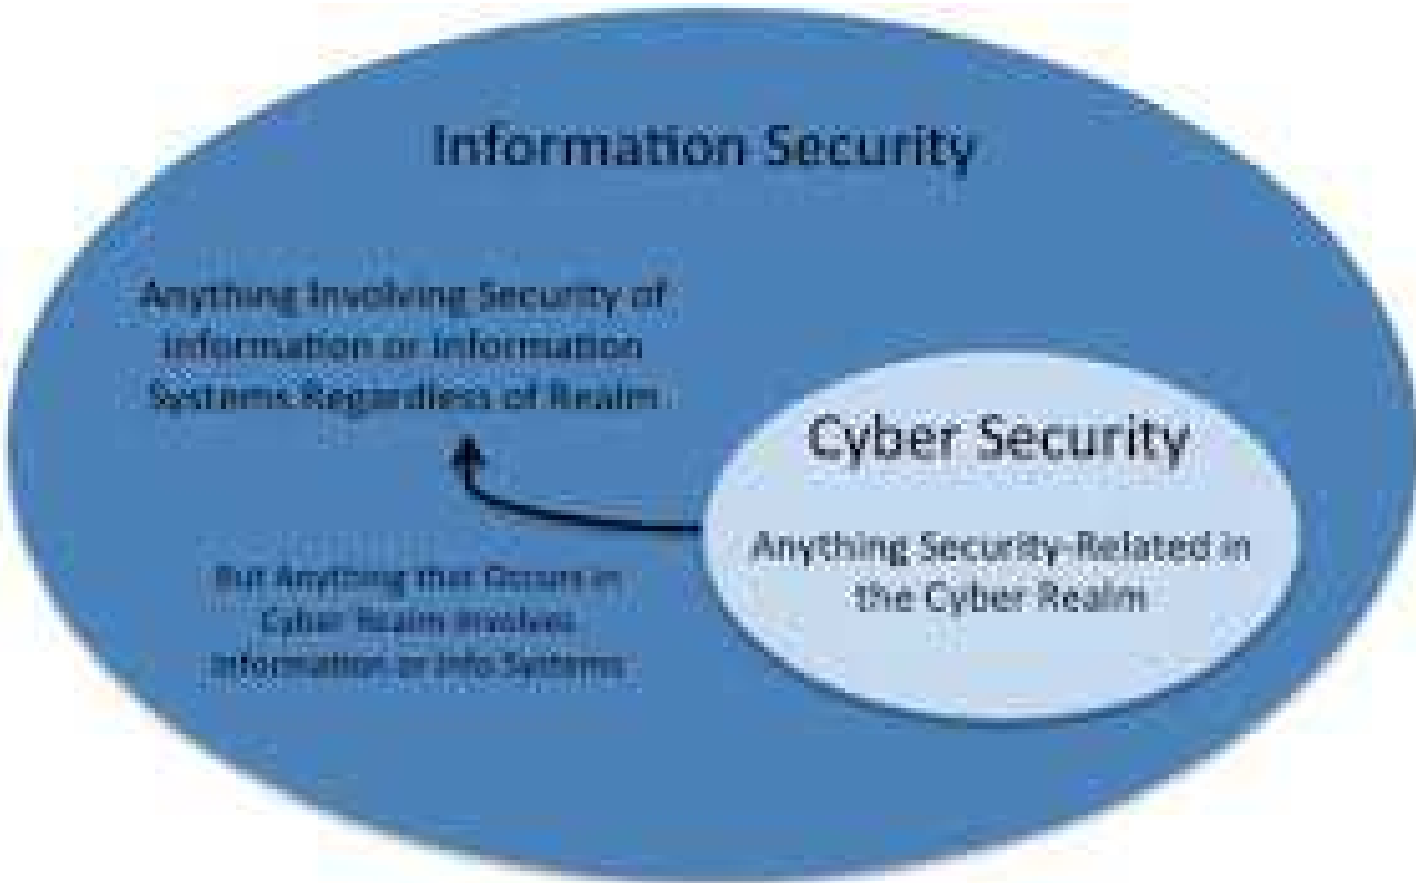 Information Security
Anything Involving Security of
Information or Information
Systems Regardless of Realm
Cyber Security
Anything Security-Related in
the Cyber Realm
But Anything that Occurs in
Cyber Realm Involves
Information or Info Systems